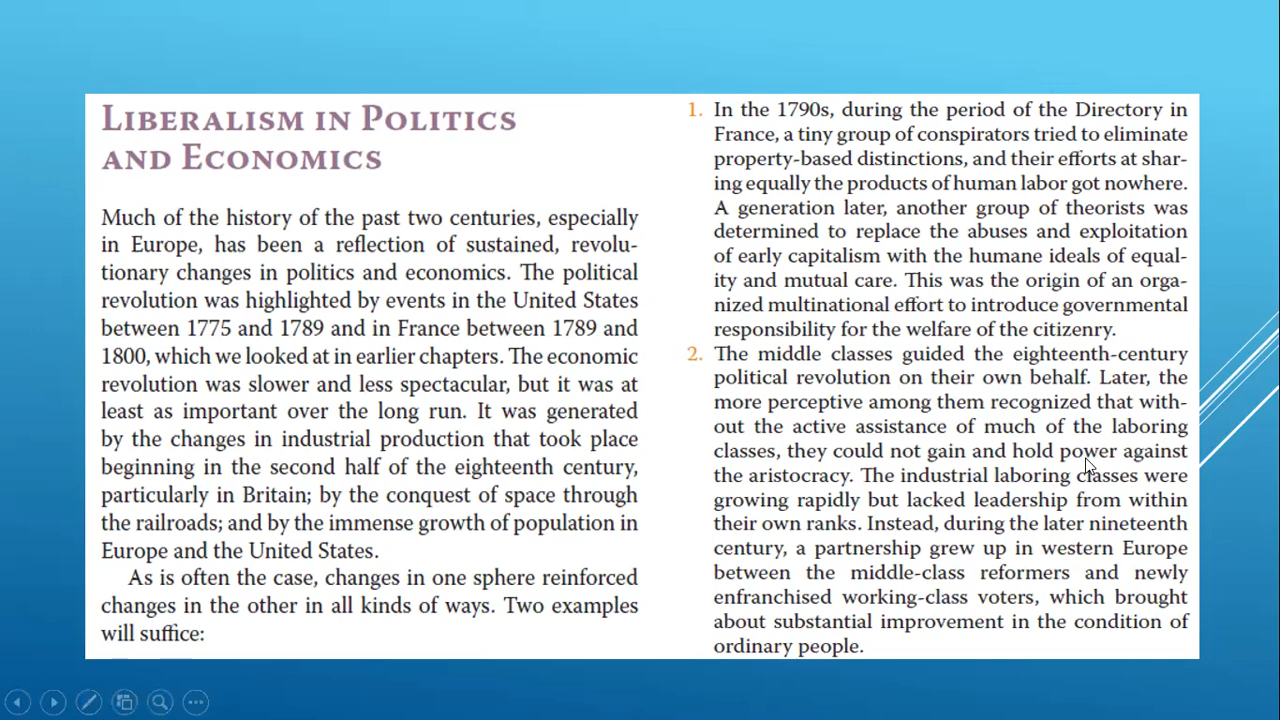 LIBERALISM IN POLITICS
AND ECONOMICS
Much of the history of the past two centuries, especially
in Europe, has been a reflection of sustained, revolu-
tionary changes in politics and economics. The political
revolution was highlighted by events in the United States
between 1775 and 1789 and in France between 1789 and
1800, which we looked at in earlier chapters. The economic
revolution was slower and less spectacular, but it was at
least as important over the long run. It was generated
by the changes in industrial production that took place
beginning in the second half of the eighteenth century,
particularly in Britain; by the conquest of space through
the railroads; and by the immense growth of population in
Europe and the United States.
As is often the case, changes in one sphere reinforced
changes in the other in all kinds of ways. Two examples
will suffice:
1. In the 1790s, during the period of the Directory in
France, a tiny group of conspirators tried to eliminate
property-based distinctions, and their efforts at shar-
ing equally the products of human labor got nowhere.
A generation later, another group of theorists was
determined to replace the abuses and exploitation
of early capitalism with the humane ideals of equal-
ity and mutual care. This was the origin of an orga-
nized multinational effort to introduce governmental
responsibility for the welfare of the citizenry.
2. The middle classes guided the eighteenth-century
political revolution on their own behalf. Later, the
more perceptive among them recognized that with-
out the active assistance of much of the laboring
classes, they could not gain and hold power against
the aristocracy. The industrial laboring classes were
growing rapidly but lacked leadership from within
their own ranks. Instead, during the later nineteenth
century, a partnership grew up in western Europe
between the middle-class reformers and newly
enfranchised working-class voters, which brought
about substantial improvement in the condition of
ordinary people.